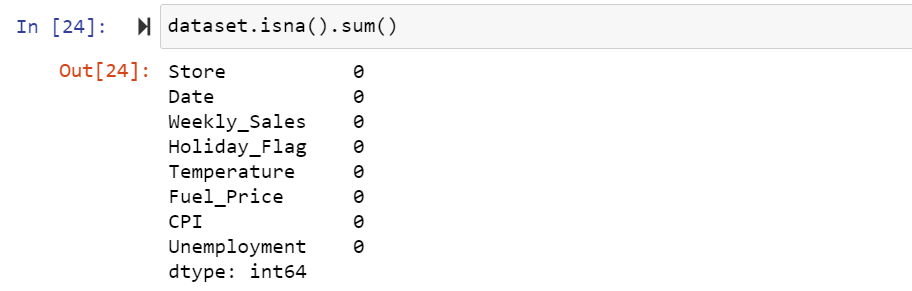 In [24]: dataset.isna().sum()
Out[24]: Store 0
Date 0
Weekly_Sales 0
Holiday_Flag 0
Temperature 0
Fuel_Price 0
CPI 0
Unemployment 0
dtype: int64